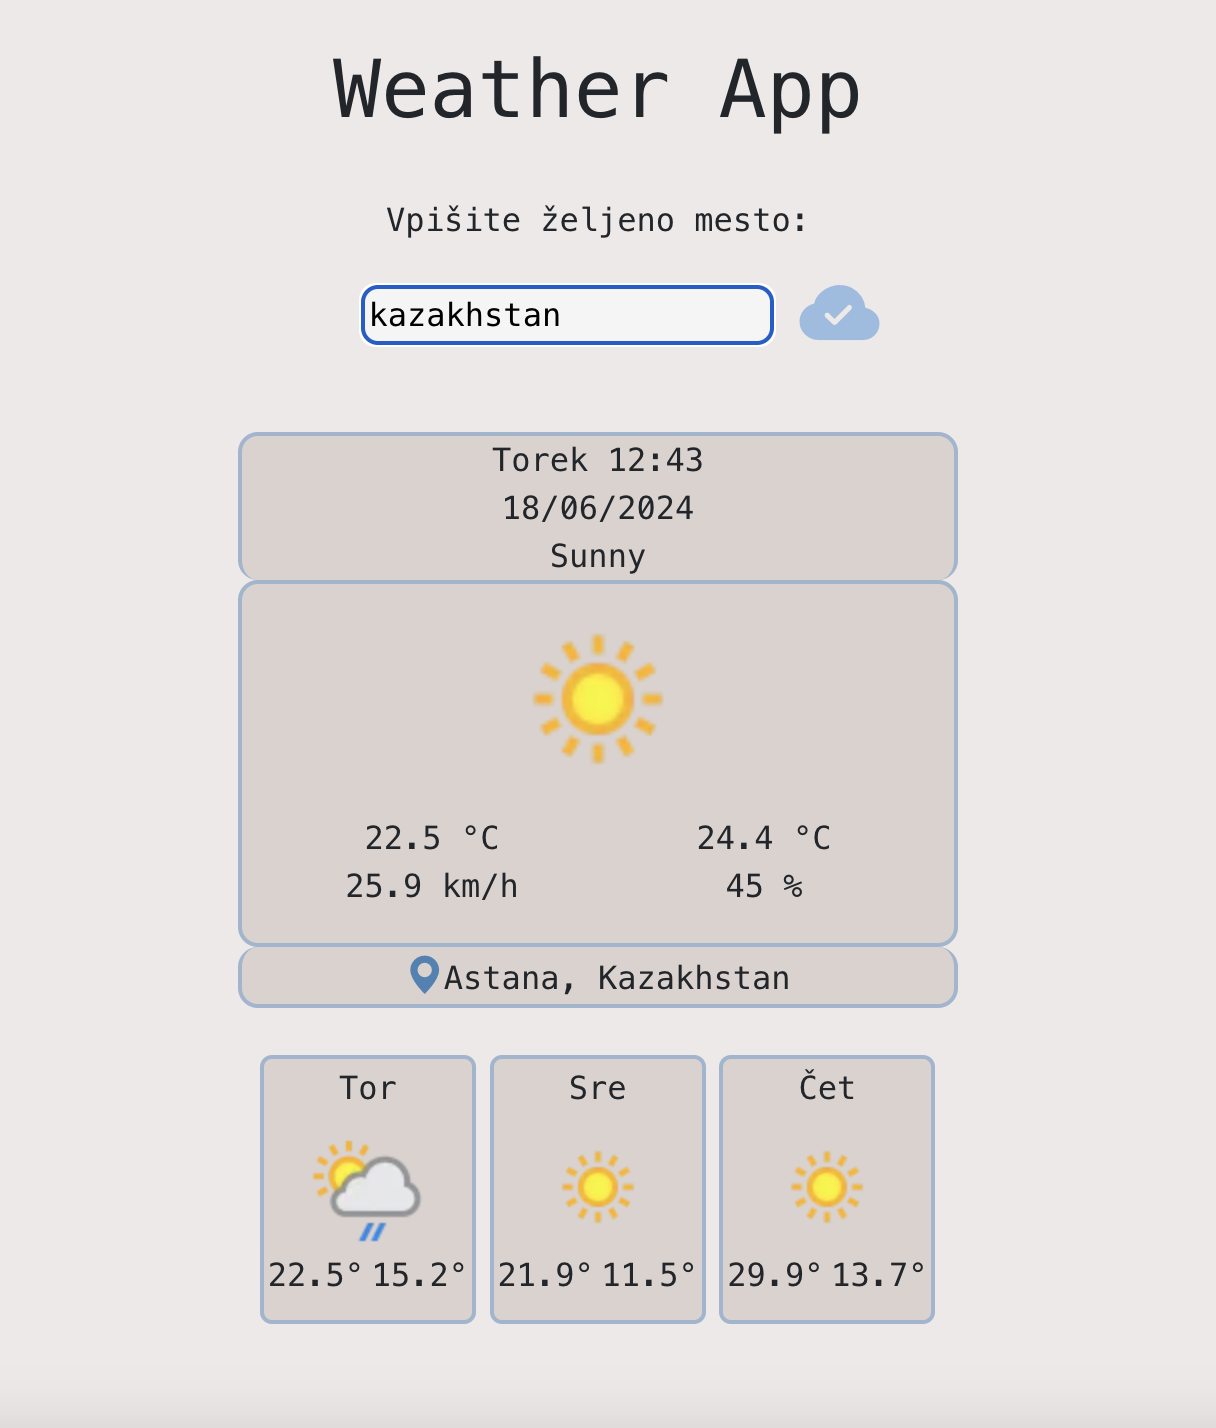 Weather App
Vpišite željeno mesto:
kazakhstan
Torek 12:43
18/06/2024
Sunny
22.5 °C 24.4 °C
25.9 km/h 45 %
Astana, Kazakhstan
Tor Sre Čet
22.5° 15.2° 21.9° 11.5° 29.9° 13.7°